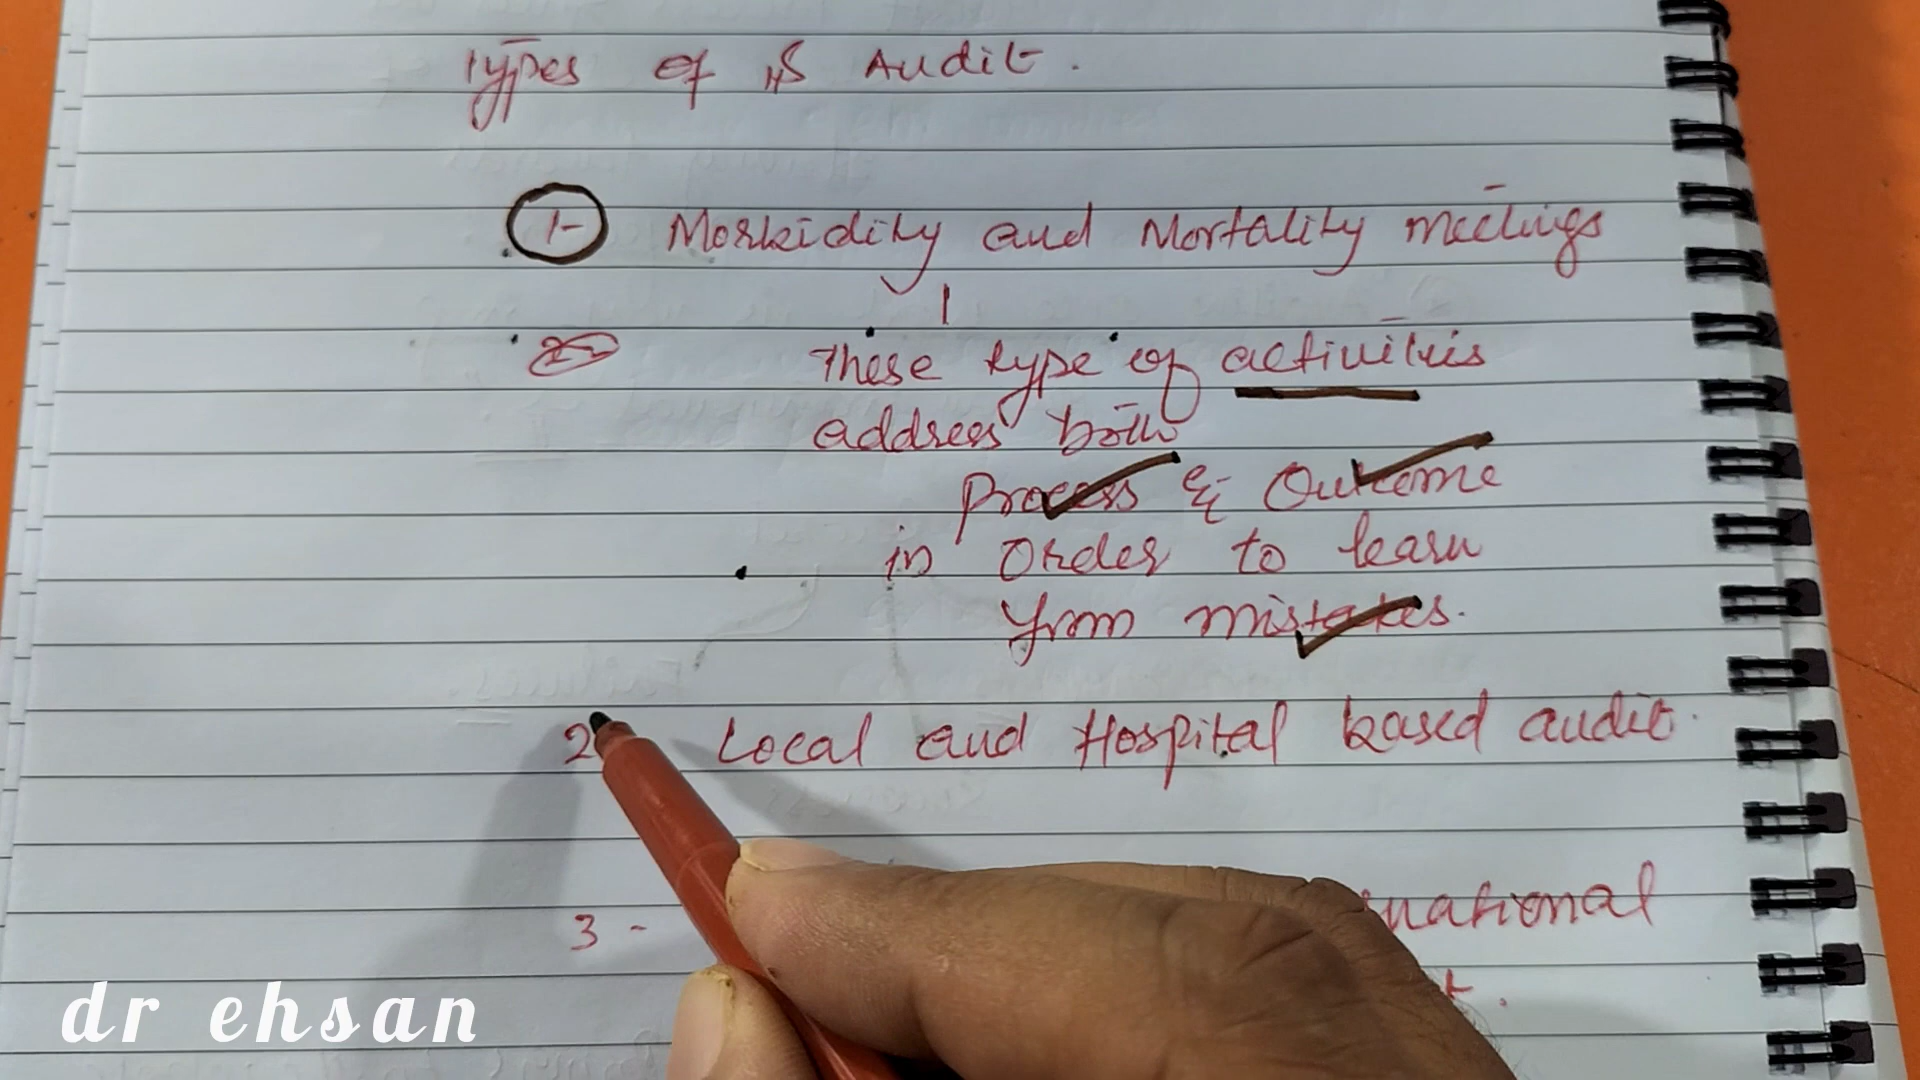 Types of Audit.
1- Morbidity and Mortality meetings
These type of activities
address both
Process & Outcome
in Order to learn
from mistakes.
2 Local and Hospital based audit.
3 - national
dr ehsan